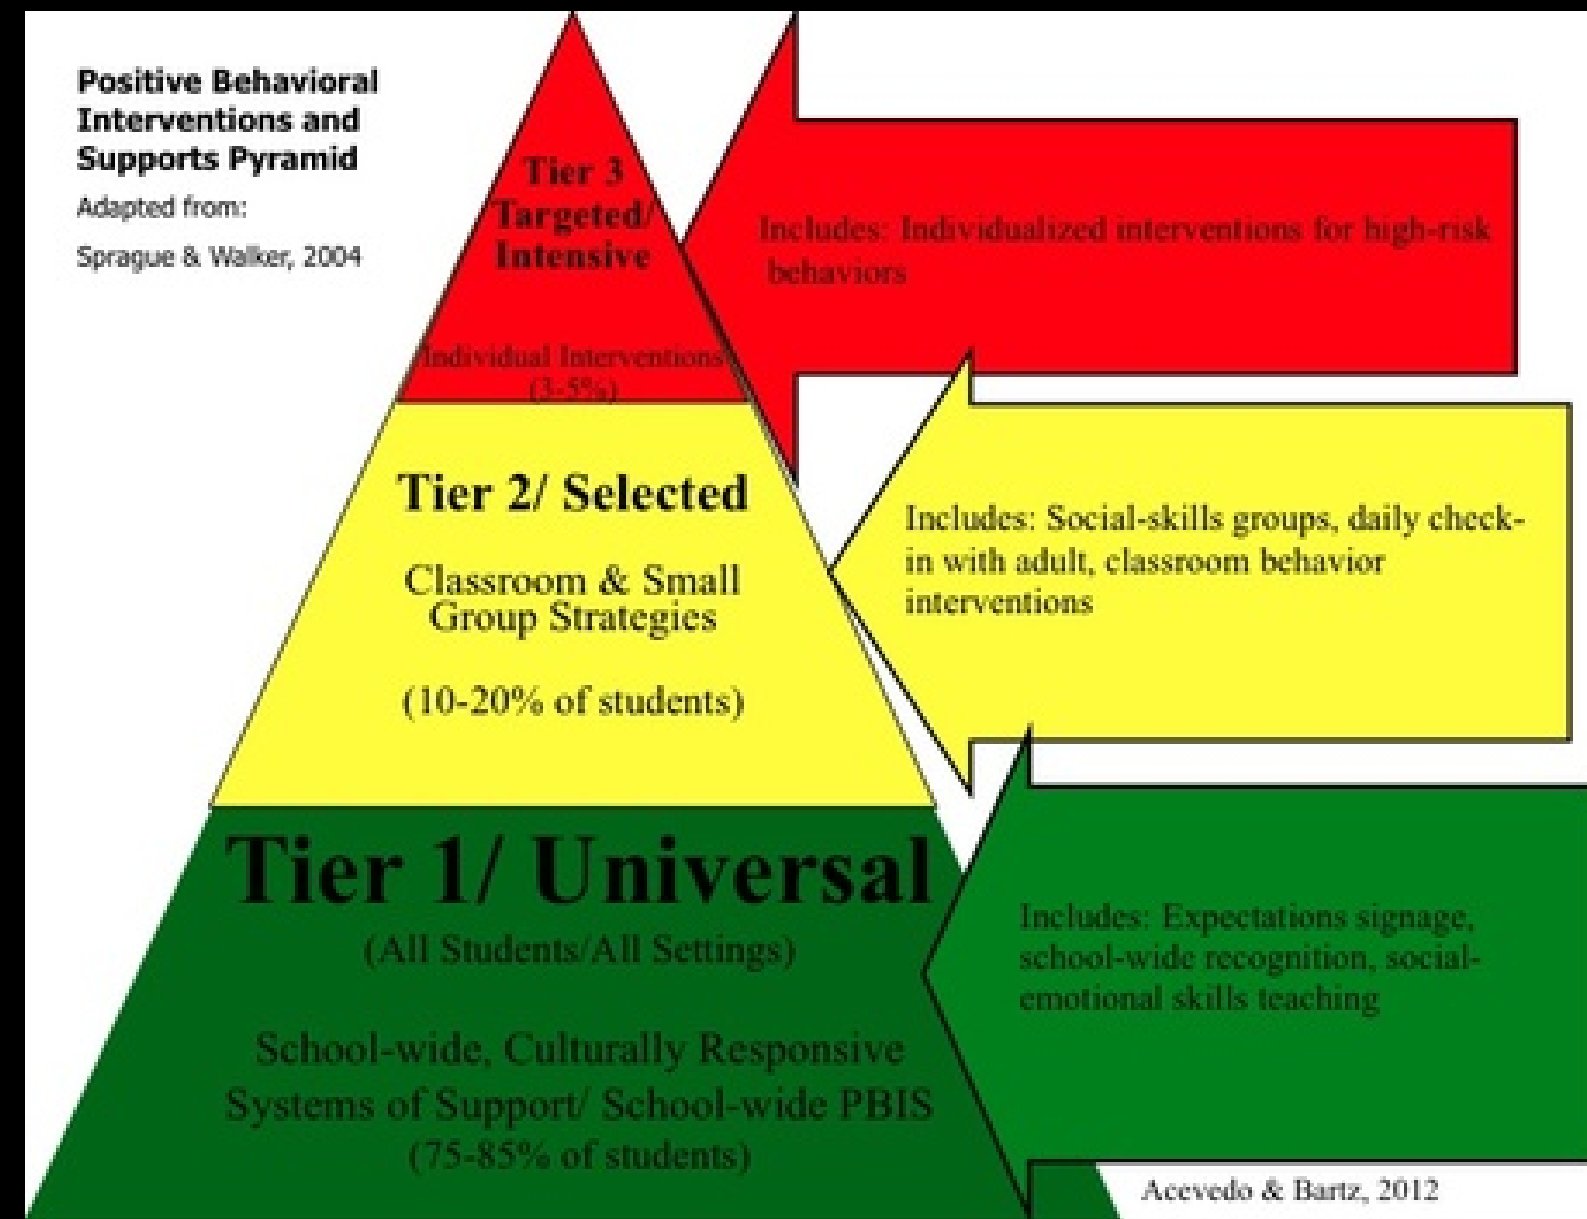 Positive Behavioral
Interventions and
Supports Pyramid
Adapted from:
Sprague & Walker, 2004
Tier 3
Targeted/
Intensive
Individual Interventions
(3-5%)
Includes: Individualized interventions for high-risk
behaviors
Tier 2/ Selected
Classroom & Small
Group Strategies
(10-20% of students)
Includes: Social-skills groups, daily check-
in with adult, classroom behavior
interventions
Tier 1/ Universal
(All Students/All Settings)
School-wide, Culturally Responsive
Systems of Support/ School-wide PBIS
(75-85% of students)
Includes: Expectations signage,
school-wide recognition, social-
emotional skills teaching
Acevedo & Bartz, 2012